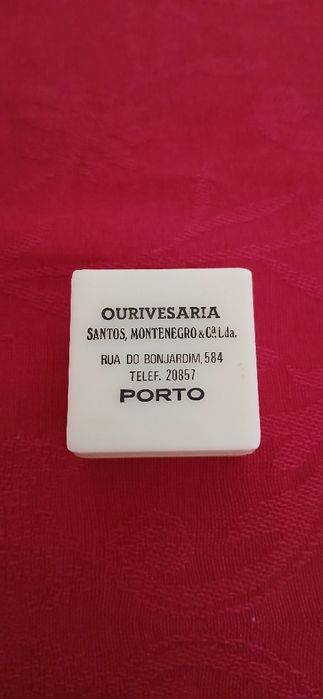 OURIVESARIA
SANTOS, MONTENEGRO & Cª. Lda.
RUA DO BONJARDIM, 584
TELEF. 20857
PORTO